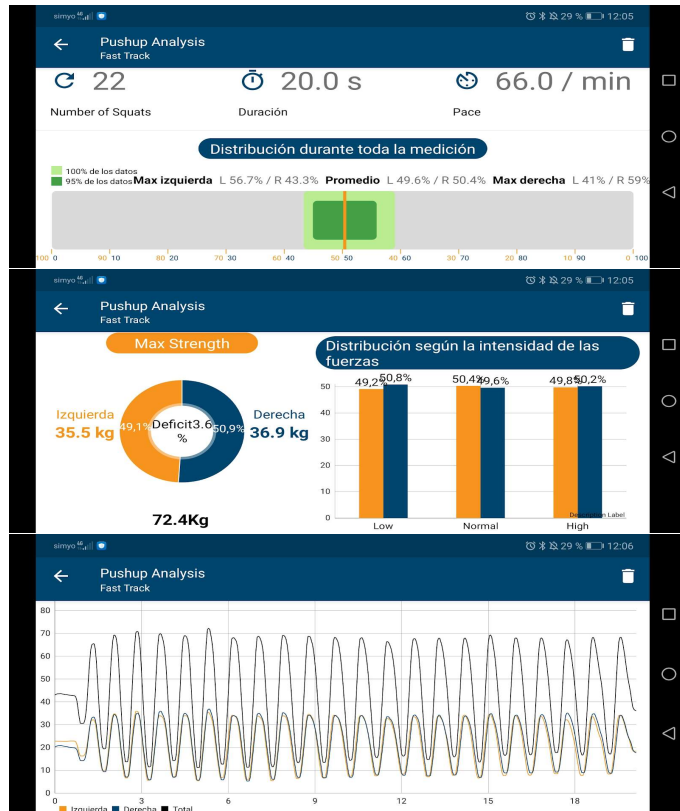 simyo 4G 29 % 12:05
Pushup Analysis
Fast Track
22 20.0 s 66.0 / min
Number of Squats Duración Pace
Distribución durante toda la medición
100% de los datos
95% de los datos Max izquierda L 56.7% / R 43.3% Promedio L 49.6% / R 50.4% Max derecha L 41% / R 59%
100 0 90 10 80 20 70 30 60 40 50 50 40 60 30 70 20 80 10 90 0 100
simyo 4G 29 % 12:05
Pushup Analysis
Fast Track
Max Strength
Izquierda
35.5 kg
49,1%
Deficit3.6
%
50,9%
Derecha
36.9 kg
72.4Kg
Distribución según la intensidad de las
fuerzas
49,2% 50,8% 50,4% 49,6% 49,8% 50,2%
50
40
30
20
10
0
Description Label
Low Normal High
simyo 4G 29 % 12:06
Pushup Analysis
Fast Track
80
70
60
50
40
30
20
10
0
0 3 6 9 12 15 18
Izquierda Derecha Total